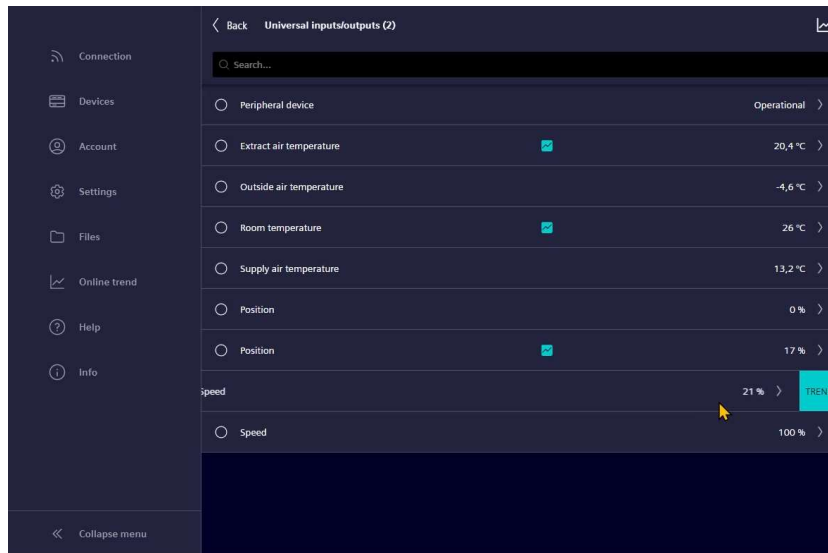 Back Universal inputs/outputs (2)
Connection
Search...
Devices
Peripheral device Operational
Account
Extract air temperature 20,4 °C
Settings
Outside air temperature -4,6 °C
Files
Room temperature 26 °C
Online trend
Supply air temperature 13,2 °C
Help
Position 0 %
Position 17 %
Info
Speed 21 % TREN
Speed 100 %
Collapse menu